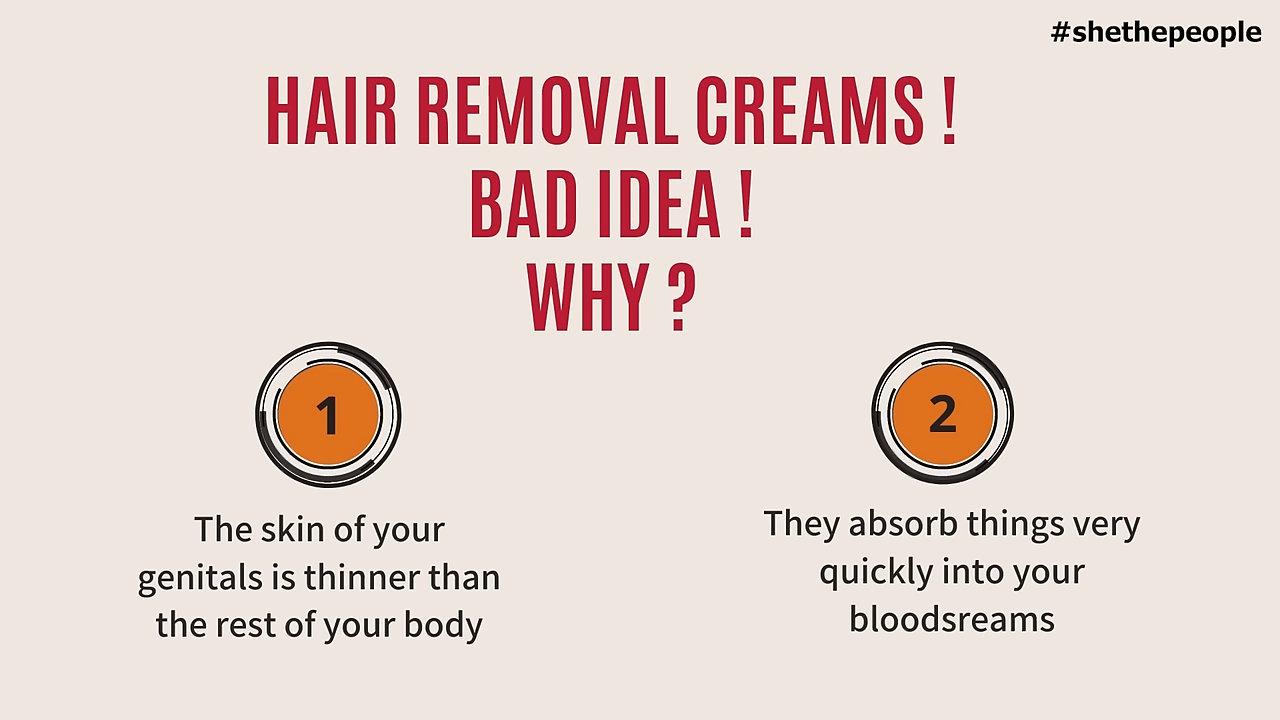 #shethepeople
HAIR REMOVAL CREAMS !
BAD IDEA !
WHY ?
1
The skin of your
genitals is thinner than
the rest of your body
2
They absorb things very
quickly into your
bloodsreams